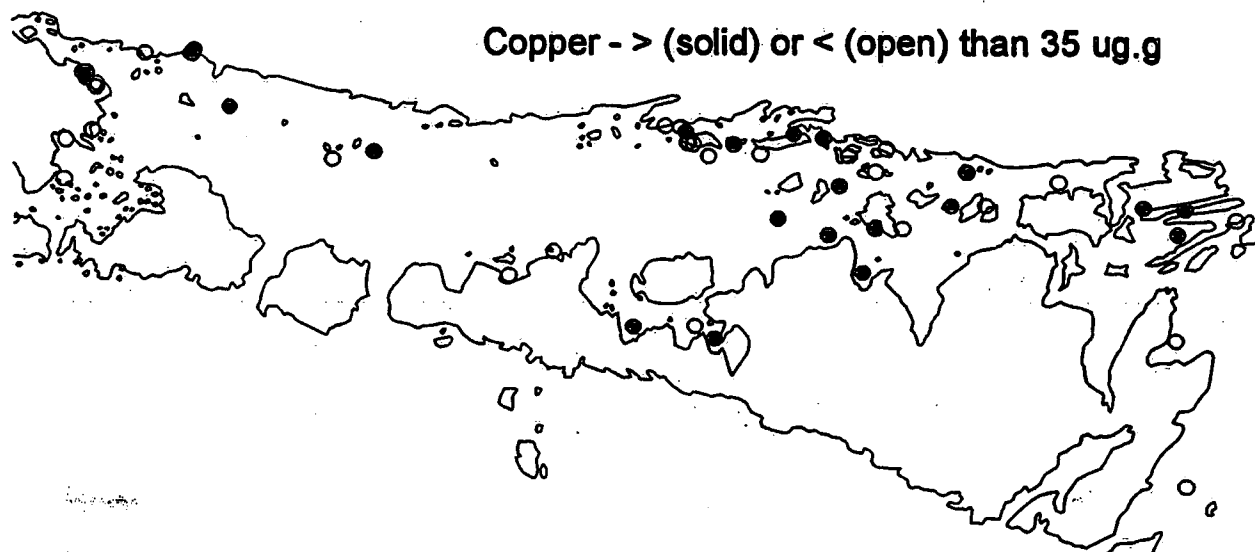 Copper - > (solid) or < (open) than 35 ug.g